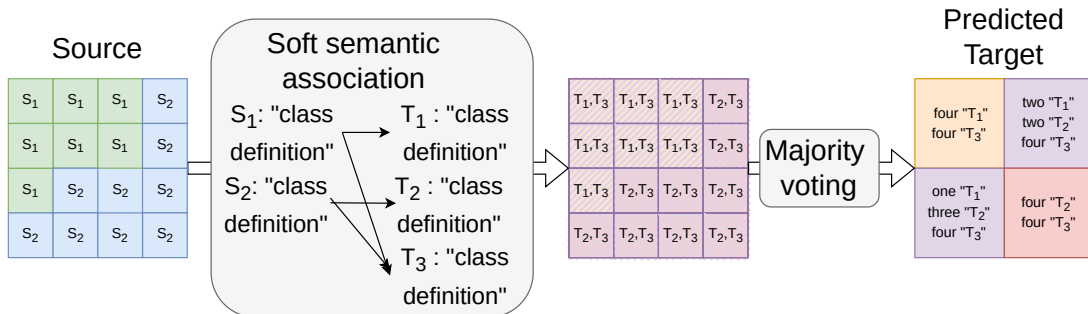 Source
S1 S1 S1 S2
S1 S1 S1 S2
S1 S2 S2 S2
S2 S2 S2 S2
Soft semantic
association
S1: "class
definition"
S2: "class
definition"
T1 : "class
definition"
T2 : "class
definition"
T3 : "class
definition"
T1,T3 T1,T3 T1,T3 T2,T3
T1,T3 T1,T3 T1,T3 T2,T3
T1,T3 T2,T3 T2,T3 T2,T3
T2,T3 T2,T3 T2,T3 T2,T3
Majority
voting
Predicted
Target
four "T1"
four "T3"
two "T1"
two "T2"
four "T3"
one "T1"
three "T2"
four "T3"
four "T2"
four "T3"